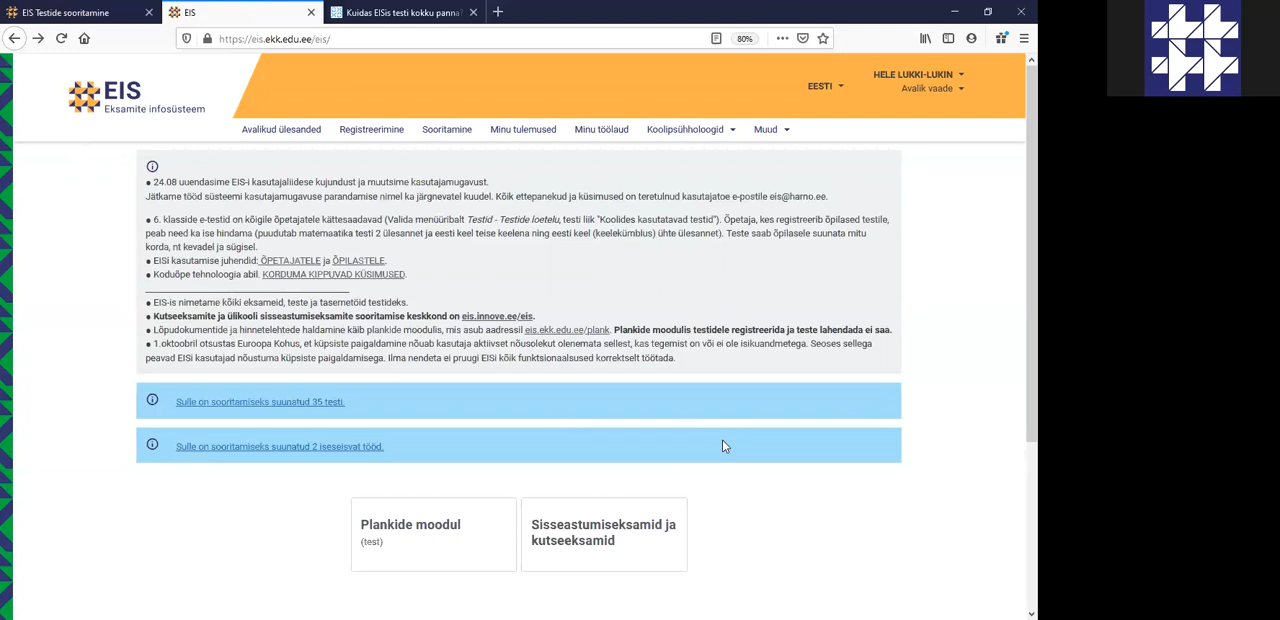 EIS Testide sooritamine
EIS
Kuidas EISis testi kokku panna?
https://eis.ekk.edu.ee/eis/
80%
EIS
Eksamite infosüsteem
EESTI
HELE LUKKI-LUKIN
Avalik vaade
Avalikud ülesanded Registreerimine Sooritamine Minu tulemused Minu töölaud Koolipsühholoogid Muud
● 24.08 uuendasime EIS-i kasutajaliidese kujundust ja muutsime kasutajamugavust.
Jätkame tööd süsteemi kasutajamugavuse parandamise nimel ka järgnevatel kuudel. Kõik ettepanekud ja küsimused on teretulnud kasutajatoe e-postile eis@harno.ee.
● 6. klasside e-testid on kõigile õpetajatele kättesaadavad (Valida menüüribalt Testid - Testide loetelu, testi liik "Koolides kasutatavad testid"). Õpetaja, kes registreerib õpilased testile,
peab need ka ise hindama (puudutab matemaatika testi 2 ülesannet ja eesti keel teise keelena ning eesti keel (keelekümblus) ühte ülesannet). Teste saab õpilasele suunata mitu
korda, nt kevadel ja sügisel.
● EISi kasutamise juhendid: ÕPETAJATELE ja ÕPILASTELE.
● Koduõpe tehnoloogia abil. KORDUMA KIPPUVAD KÜSIMUSED.
● EIS-is nimetame kõiki eksameid, teste ja tasemetöid testideks.
● Kutseeksamite ja ülikooli sisseastumiseksamite sooritamise keskkond on eis.innove.ee/eis.
● Lõpudokumentide ja hinnetelehtede haldamine käib plankide moodulis, mis asub aadressil eis.ekk.edu.ee/plank. Plankide moodulis testidele registreerida ja teste lahendada ei saa.
● 1.oktoobril otsustas Euroopa Kohus, et küpsiste paigaldamine nõuab kasutaja aktiivset nõusolekut olenemata sellest, kas tegemist on või ei ole isikuandmetega. Seoses sellega
peavad EISi kasutajad nõustuma küpsiste paigaldamisega. Ilma nendeta ei pruugi EISi kõik funktsionaalsused korrektselt töötada.
Sulle on sooritamiseks suunatud 35 testi.
Sulle on sooritamiseks suunatud 2 iseseisvat tööd.
Plankide moodul
(test)
Sisseastumiseksamid ja
kutseeksamid